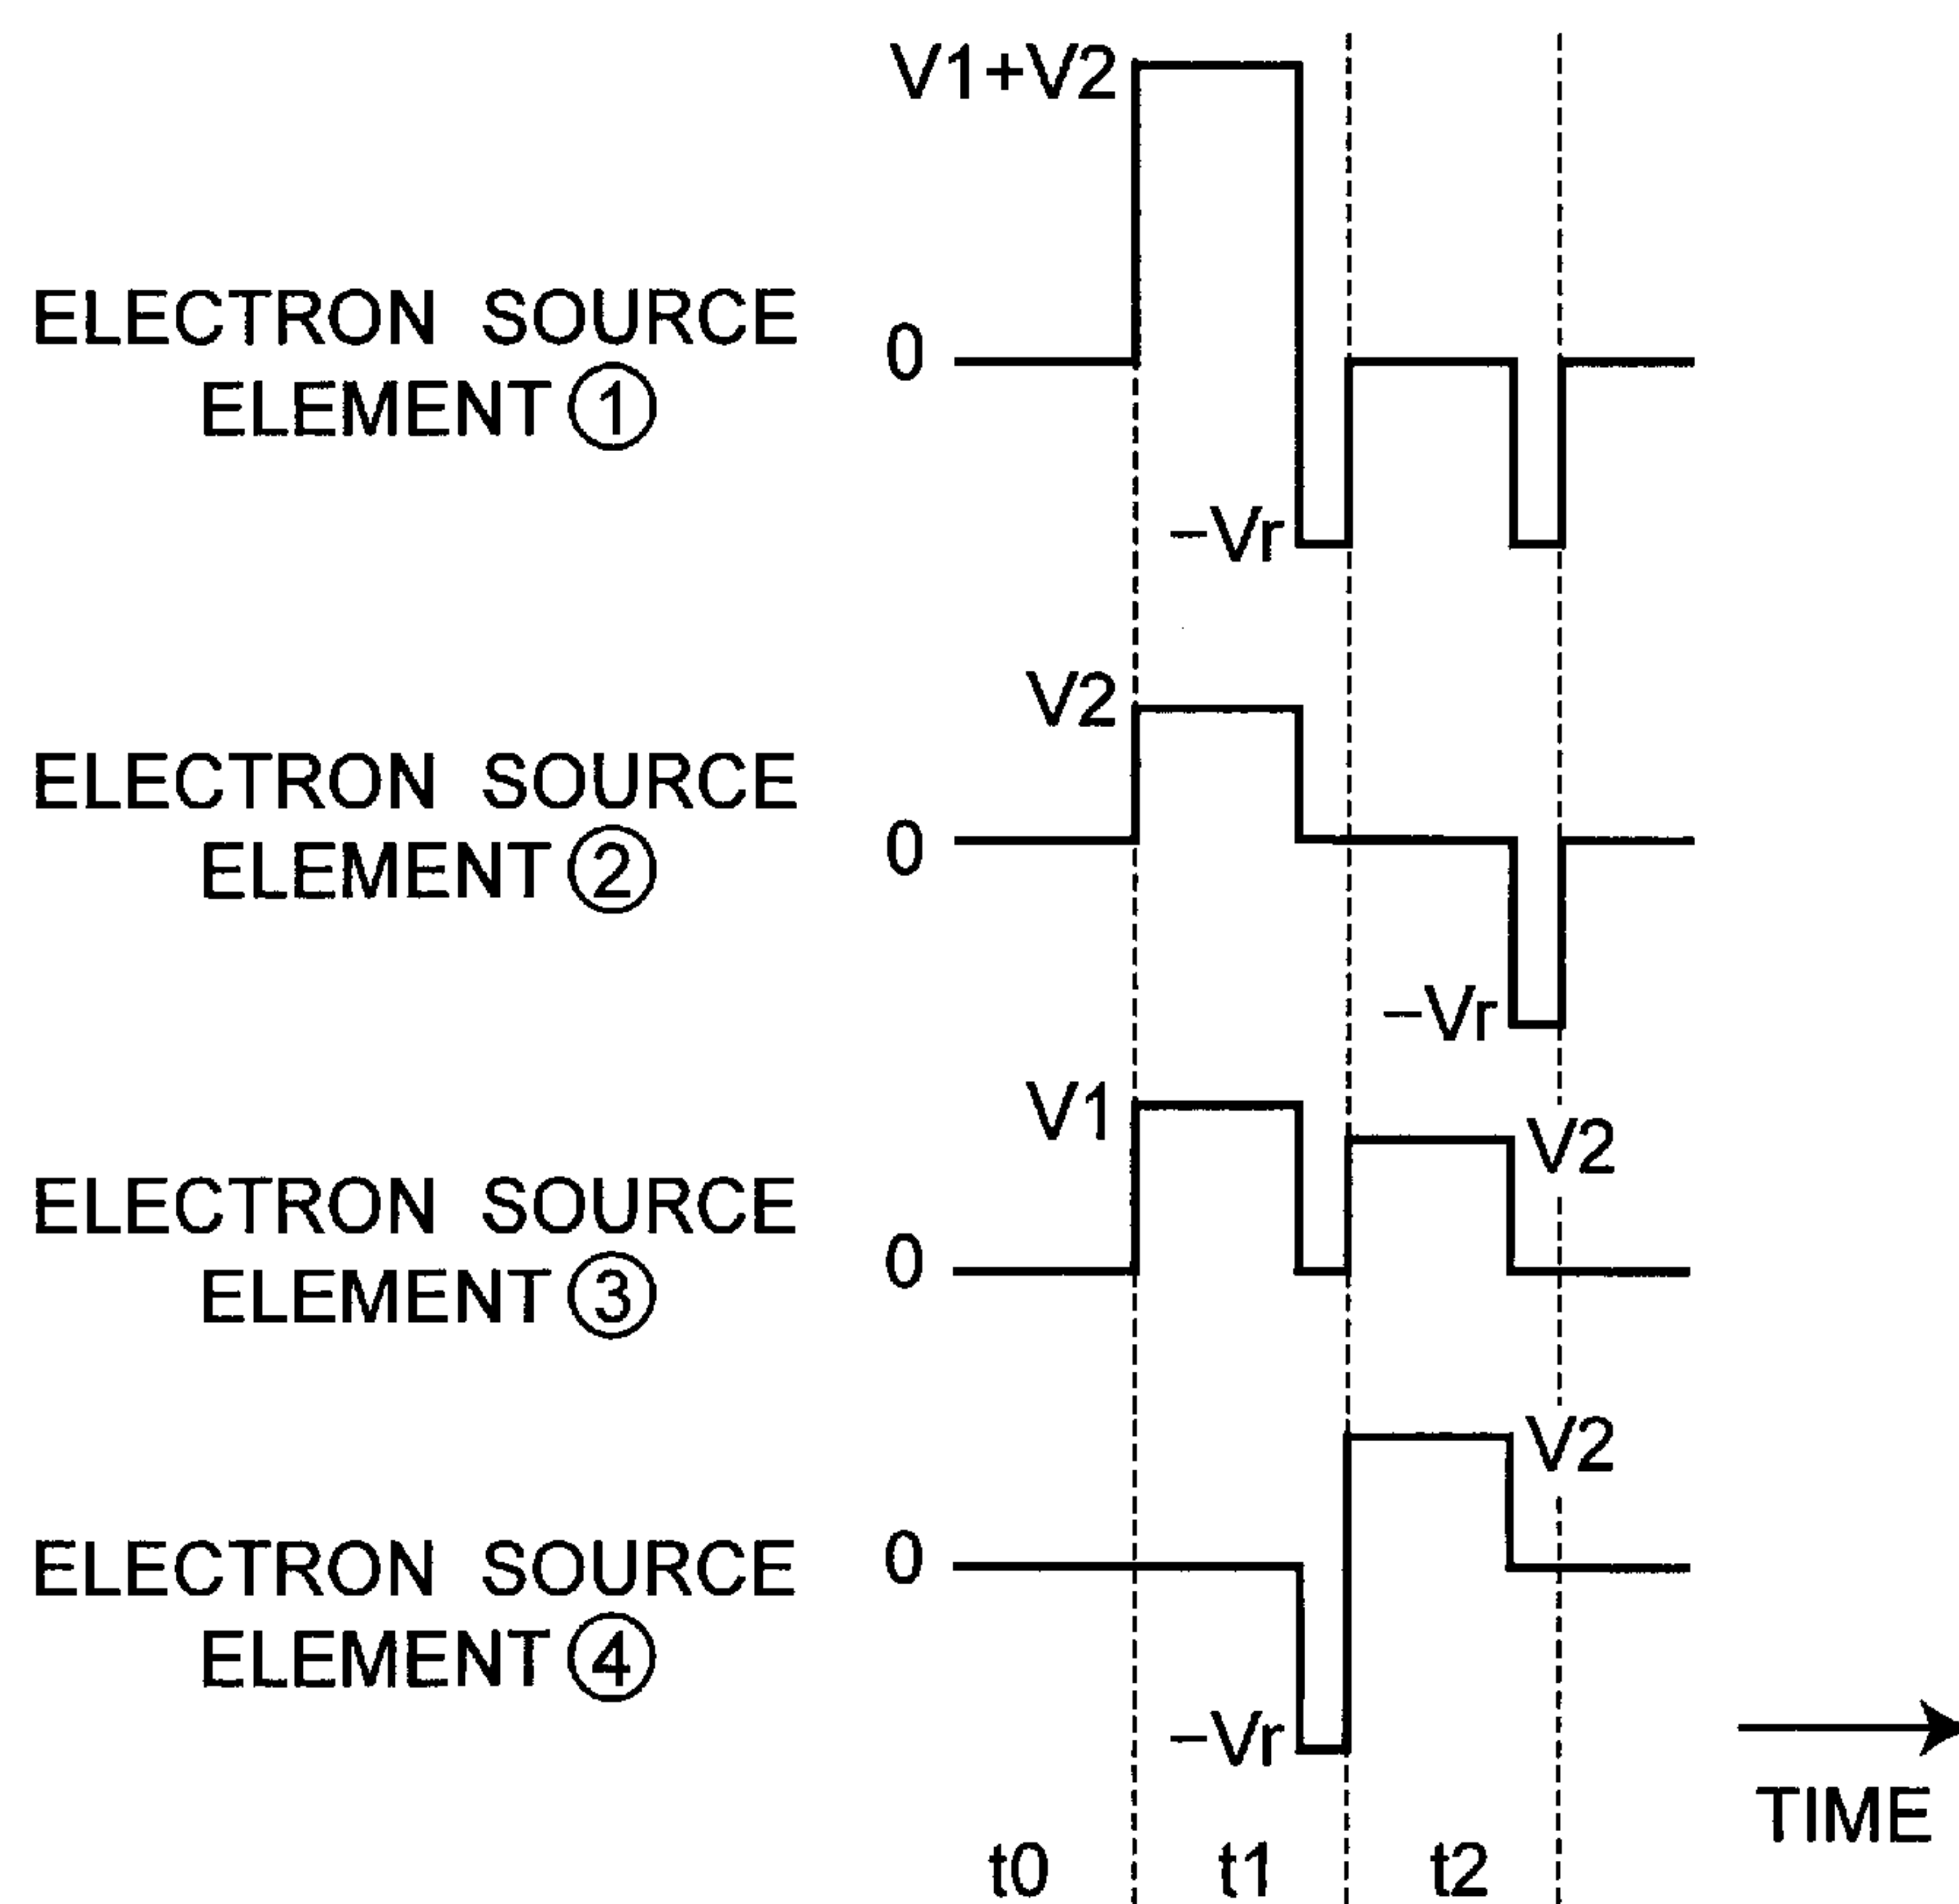 V1+V2
ELECTRON SOURCE
ELEMENT ①
0
−Vr
V2
ELECTRON SOURCE
ELEMENT ②
0
−Vr
V1
V2
ELECTRON SOURCE
ELEMENT ③
0
V2
ELECTRON SOURCE
ELEMENT ④
0
−Vr
TIME
t0 t1 t2